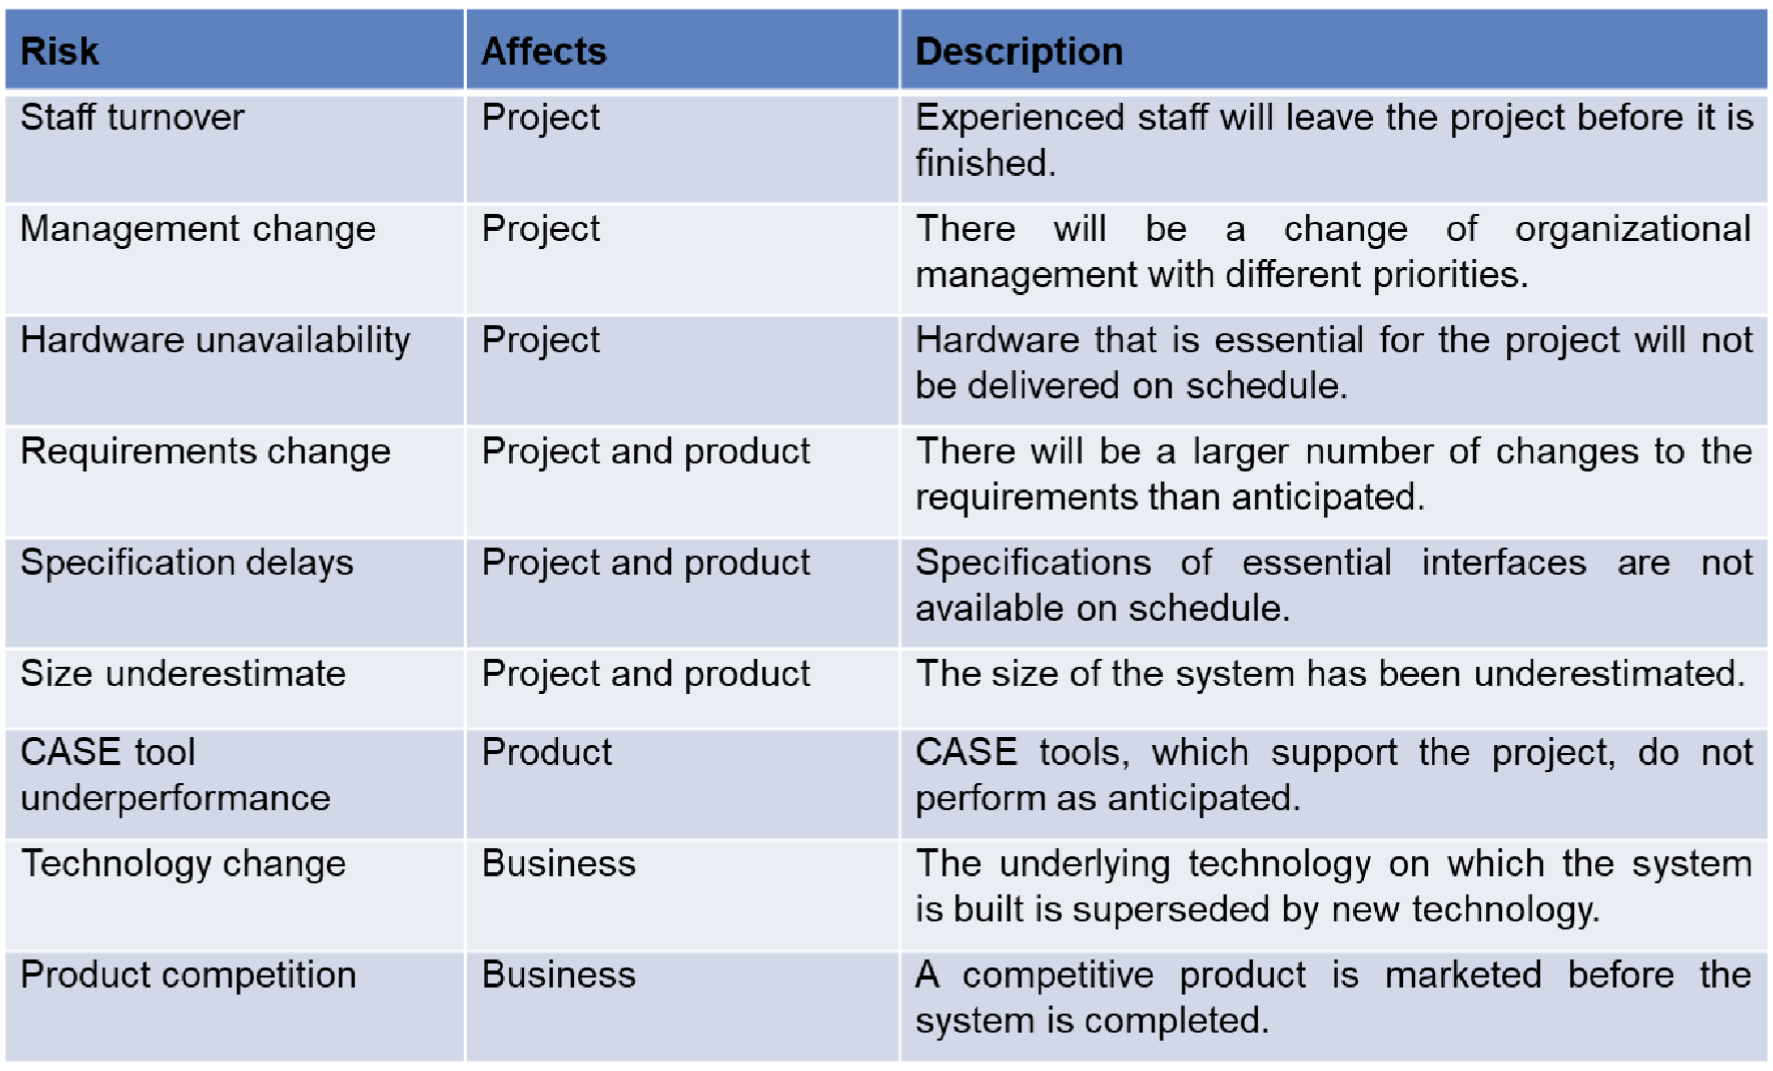 Risk Affects Description
Staff turnover Project Experienced staff will leave the project before it is
finished.
Management change Project There will be a change of organizational
management with different priorities.
Hardware unavailability Project Hardware that is essential for the project will not
be delivered on schedule.
Requirements change Project and product There will be a larger number of changes to the
requirements than anticipated.
Specification delays Project and product Specifications of essential interfaces are not
available on schedule.
Size underestimate Project and product The size of the system has been underestimated.
CASE tool Product CASE tools, which support the project, do not
underperformance perform as anticipated.
Technology change Business The underlying technology on which the system
is built is superseded by new technology.
Product competition Business A competitive product is marketed before the
system is completed.